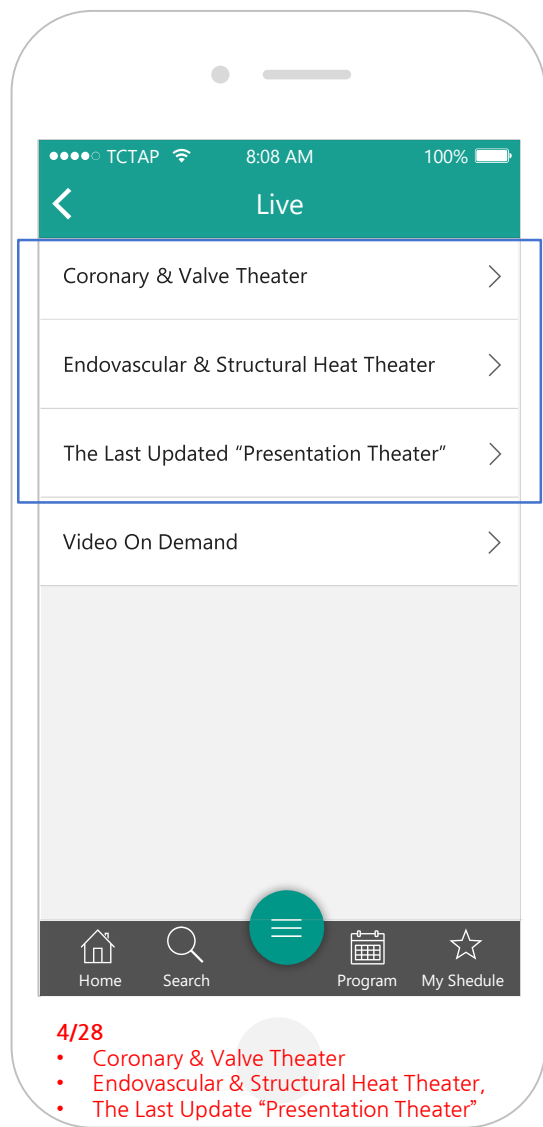 TCTAP 8:08 AM 100%
Live
Coronary & Valve Theater
Endovascular & Structural Heat Theater
The Last Updated “Presentation Theater”
Video On Demand
Home Search Program My Shedule
4/28
• Coronary & Valve Theater
• Endovascular & Structural Heat Theater,
• The Last Update “Presentation Theater”